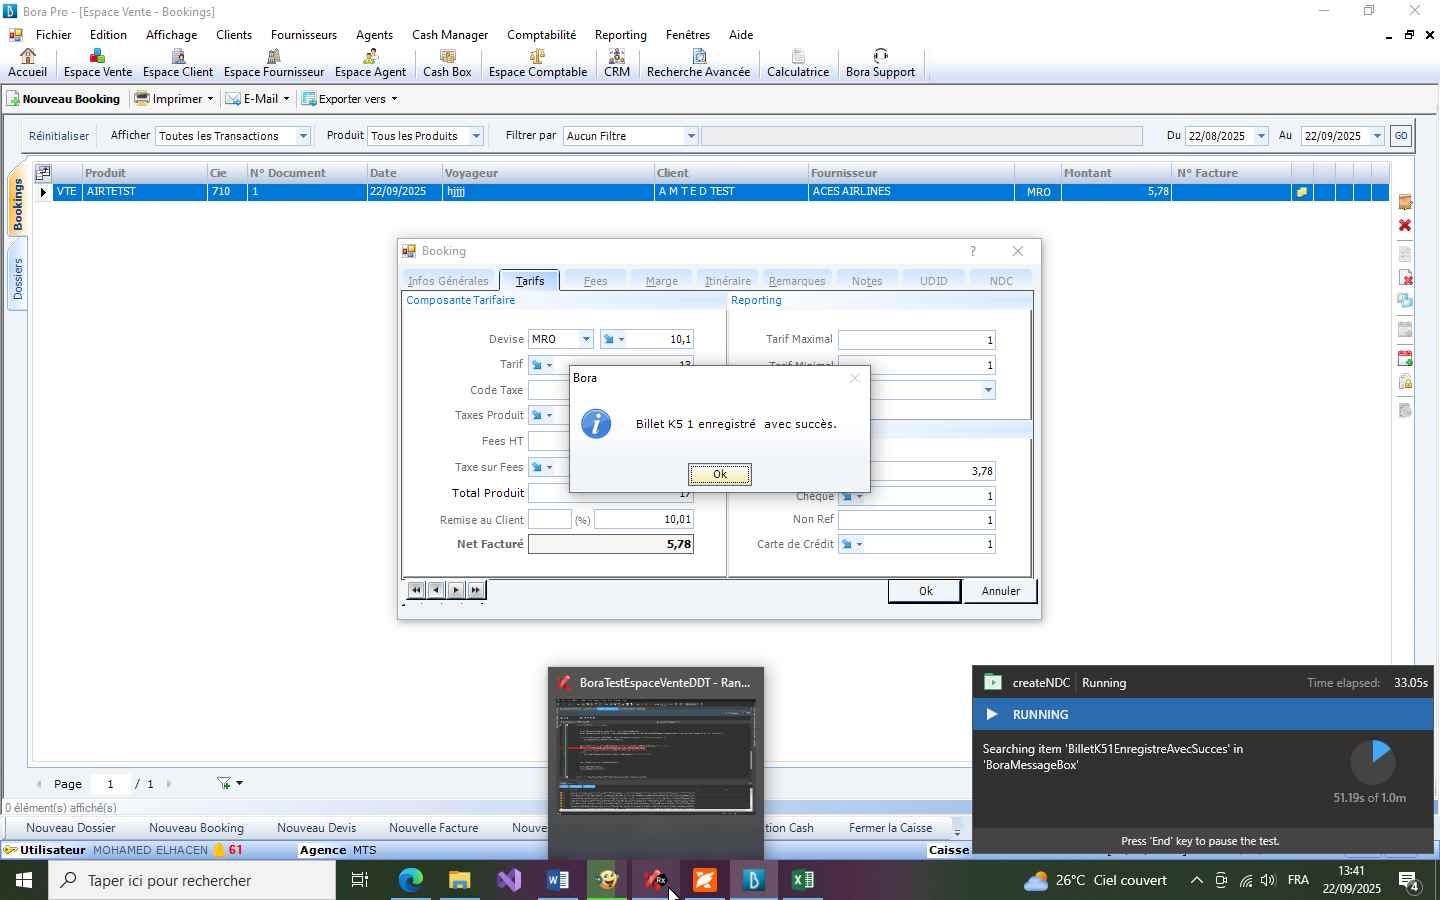 Bora Pro - [Espace Vente - Bookings]
Fichier Edition Affichage Clients Fournisseurs Agents Cash Manager Comptabilité Reporting Fenêtres Aide
Accueil Espace Vente Espace Client Espace Fournisseur Espace Agent Cash Box Espace Comptable CRM Recherche Avancée Calculatrice Bora Support
Nouveau Booking Imprimer E-Mail Exporter vers
Réinitialiser Afficher Toutes les Transactions Produit Tous les Produits Filtrer par Aucun Filtre Du 22/08/2025 Au 22/09/2025 GO
Bookings
Dossiers
Produit Cie N° Document Date Voyageur Client Fournisseur Montant N° Facture
VTE AIRTETST 710 1 22/09/2025 hjjjj A M T E D TEST ACES AIRLINES MRO 5,78
Booking ?
Infos Générales Tarifs Fees Marge Itinéraire Remarques Notes UDID NDC
Composante Tarifaire Reporting
Devise MRO 10,1 Tarif Maximal 1
Tarif 1
Code Taxe
Taxes Produit
Fees HT
Taxe sur Fees 3,78
Total Produit 17 Cheque 1
Remise au Client (%) 10,01 Non Ref 1
Net Facturé 5,78 Carte de Crédit 1
Ok Annuler
Bora
Billet K5 1 enregistré avec succès.
Ok
BoraTestEspaceVenteDDT - Ran...
createNDC Running Time elapsed: 33.05s
RUNNING
Searching item 'BilletK51EnregistreAvecSucces' in
'BoraMessageBox'
51.19s of 1.0m
Press 'End' key to pause the test.
Page 1 / 1
0 élément(s) affiché(s)
Nouveau Dossier Nouveau Booking Nouveau Devis Nouvelle Facture Nouve tion Cash Fermer la Caisse
Utilisateur MOHAMED ELHACEN 61 Agence MTS Caisse
Taper ici pour rechercher
26°C Ciel couvert FRA 13:41
22/09/2025
4